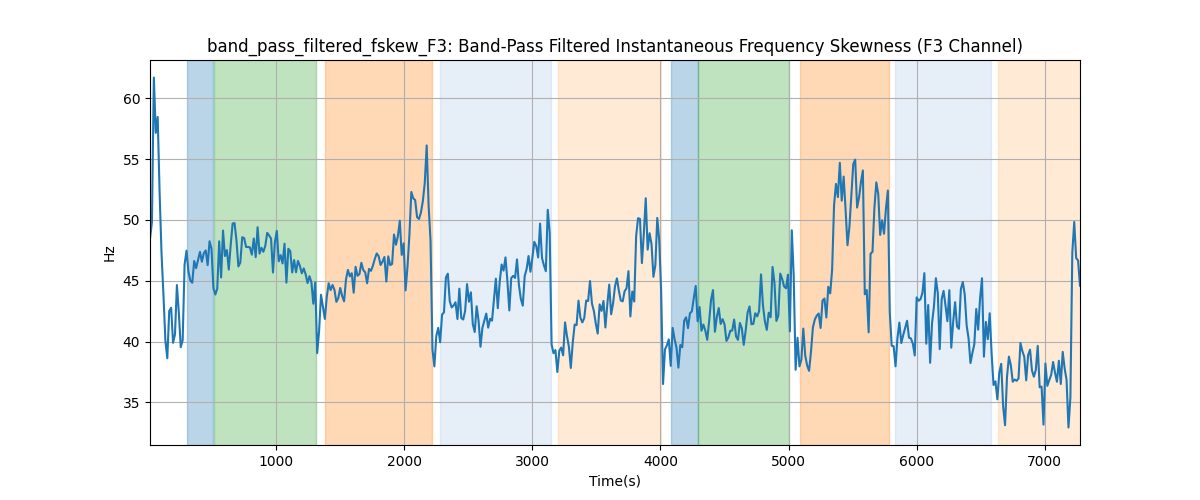 band_pass_filtered_fskew_F3: Band-Pass Filtered Instantaneous Frequency Skewness (F3 Channel)
60
55
50
45
40
35
Hz
1000 2000 3000 4000 5000 6000 7000
Time(s)